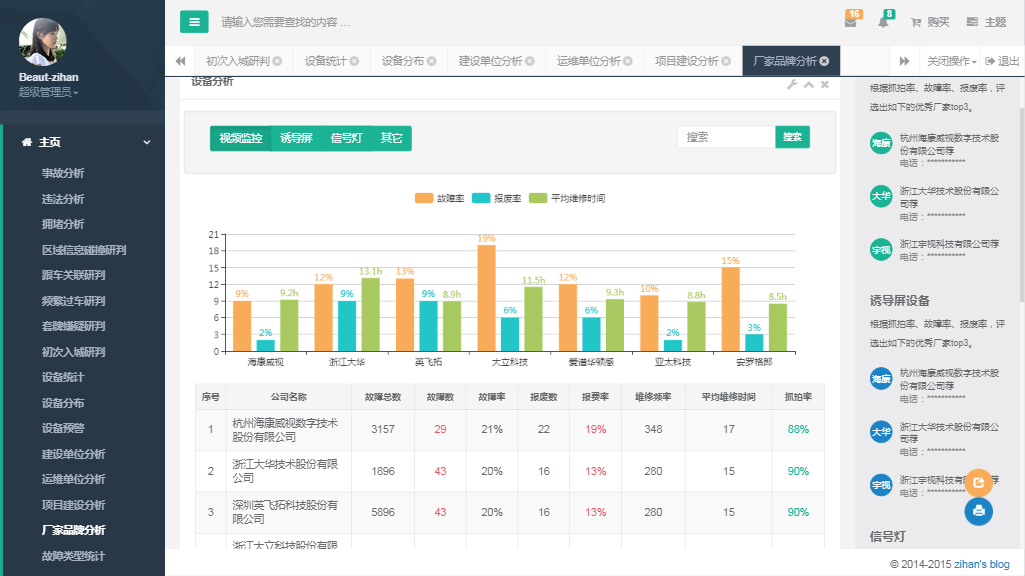 Beaut-zihan
超级管理员
主页
事故分析
违法分析
拥堵分析
区域信息碰撞研判
跟车关联研判
频繁过车研判
套牌嫌疑研判
初次入城研判
设备统计
设备分布
设备预警
建设单位分析
运维单位分析
项目建设分析
厂家品牌分析
故障类型统计
请输入您需要查找的内容 ...
16
8
购买
主题
初次入城研判
设备统计
设备分布
建设单位分析
运维单位分析
项目建设分析
厂家品牌分析
关闭操作
退出
设备分析
视频监控 诱导屏 信号灯 其它
搜索 搜索
故障率 报废率 平均维修时间
21
18
15
12
9
6
3
0
9% 2% 9.2h
12% 9% 13.1h
13% 9% 8.9h
19% 6% 11.5h
12% 6% 9.3h
10% 2% 8.8h
15% 3% 8.5h
海康威视 浙江大华 英飞拓 大立科技 爱谱华顿感 亚太科技 安罗格郎
序号 公司名称 故障总数 故障数 故障率 报废数 报费率 维修频率 平均维修时间 抓拍率
1 杭州海康威视数字技术股份有限公司 3157 29 21% 22 19% 348 17 88%
2 浙江大华技术股份有限公司 1896 43 20% 16 13% 280 15 90%
3 深圳英飞拓科技股份有限公司 5896 43 20% 16 13% 280 15 90%
浙江大立科技股份有限
根据抓拍率、故障率、报废率，评
选出如下的优秀厂家top3。
海康
杭州海康威视数字技术股
份有限公司荐
电话：***********
大华
浙江大华技术股份有限公
司荐
电话：***********
宇视
浙江宇视科技有限公司荐
电话：***********
诱导屏设备
根据抓拍率、故障率、报废率，评
选出如下的优秀厂家top3。
海康
杭州海康威视数字技术股
份有限公司荐
电话：***********
大华
浙江大华技术股份有限公
司荐
电话：***********
宇视
浙江宇视科技有限
荐
电话：***********
信号灯
© 2014-2015 zihan's blog